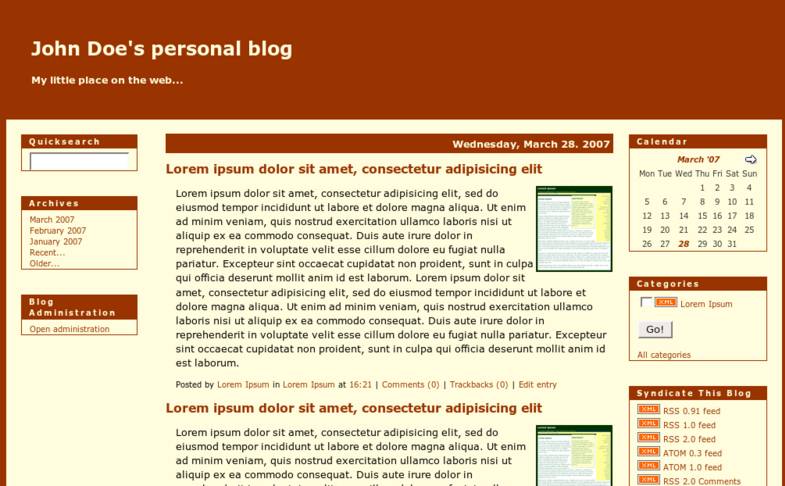 John Doe's personal blog
My little place on the web...
Quicksearch
Archives
March 2007
February 2007
January 2007
Recent...
Older...
Blog
Administration
Open administration
Wednesday, March 28. 2007
Lorem ipsum dolor sit amet, consectetur adipisicing elit
Lorem ipsum dolor sit amet, consectetur adipisicing elit, sed do
eiusmod tempor incididunt ut labore et dolore magna aliqua. Ut enim
ad minim veniam, quis nostrud exercitation ullamco laboris nisi ut
aliquip ex ea commodo consequat. Duis aute irure dolor in
reprehenderit in voluptate velit esse cillum dolore eu fugiat nulla
pariatur. Excepteur sint occaecat cupidatat non proident, sunt in culpa
qui officia deserunt mollit anim id est laborum. Lorem ipsum dolor sit
amet, consectetur adipisicing elit, sed do eiusmod tempor incididunt ut labore et
dolore magna aliqua. Ut enim ad minim veniam, quis nostrud exercitation ullamco
laboris nisi ut aliquip ex ea commodo consequat. Duis aute irure dolor in
reprehenderit in voluptate velit esse cillum dolore eu fugiat nulla pariatur. Excepteur
sint occaecat cupidatat non proident, sunt in culpa qui officia deserunt mollit anim id
est laborum.
Posted by Lorem Ipsum in Lorem Ipsum at 16:21 | Comments (0) | Trackbacks (0) | Edit entry
Lorem ipsum dolor sit amet, consectetur adipisicing elit
Lorem ipsum dolor sit amet, consectetur adipisicing elit, sed do
eiusmod tempor incididunt ut labore et dolore magna aliqua. Ut enim
ad minim veniam, quis nostrud exercitation ullamco laboris nisi ut
aliquip ex ea commodo consequat. Duis aute irure dolor in
Calendar
March '07
Mon Tue Wed Thu Fri Sat Sun
1 2 3 4
5 6 7 8 9 10 11
12 13 14 15 16 17 18
19 20 21 22 23 24 25
26 27 28 29 30 31
Categories
XML Lorem Ipsum
Go!
All categories
Syndicate This Blog
XML RSS 0.91 feed
XML RSS 1.0 feed
XML RSS 2.0 feed
XML ATOM 0.3 feed
XML ATOM 1.0 feed
XML RSS 2.0 Comments